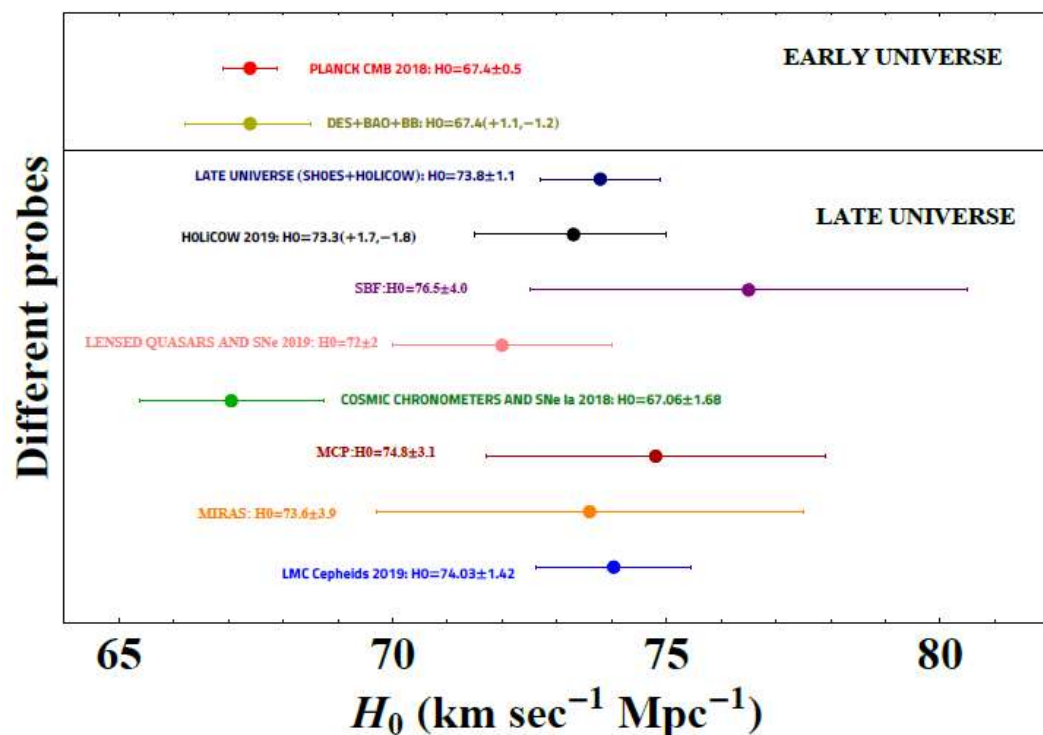 EARLY UNIVERSE
PLANCK CMB 2018: H0=67.4±0.5
DES+BAO+BB: H0=67.4(+1.1,−1.2)
LATE UNIVERSE (SH0ES+H0LICOW): H0=73.8±1.1
LATE UNIVERSE
H0LiCOW 2019: H0=73.3(+1.7,−1.8)
SBF:H0=76.5±4.0
LENSED QUASARS AND SNe 2019: H0=72±2
COSMIC CHRONOMETERS AND SNe Ia 2018: H0=67.06±1.68
MCP:H0=74.8±3.1
MIRAS: H0=73.6±3.9
LMC Cepheids 2019: H0=74.03±1.42
Different probes
65 70 75 80
H₀ (km sec⁻¹ Mpc⁻¹)